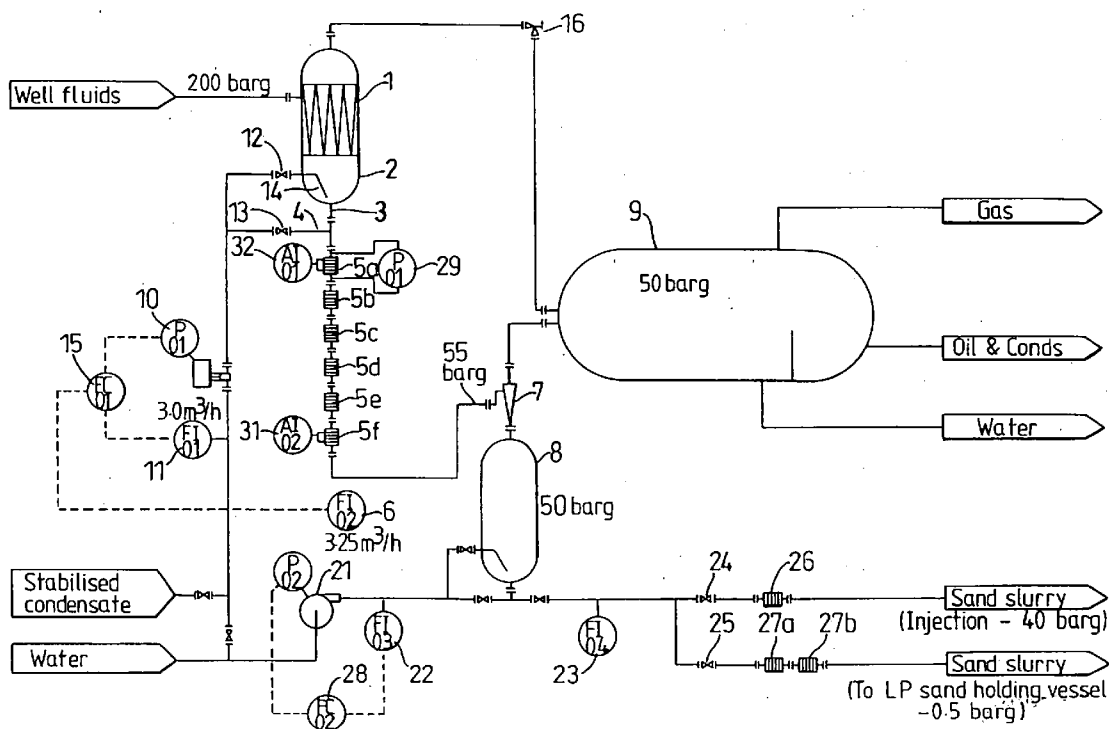 16
Well fluids
200 barg
1
12
2
14
3
13
4
9
Gas
32
AI
01
5a
P
01
29
50 barg
5b
10
P
01
5c
15
FC
01
5d
55
barg
7
Oil & Conds
3.0m³/h
5e
31
AI
02
5f
8
Water
11
FI
01
FI
02
6
50 barg
3.25m³/h
Stabilised
condensate
P
02
21
24
26
Sand slurry
(Injection - 40 barg)
FI
03
FI
04
25
27a
27b
Water
28
FC
02
22
23
Sand slurry
(To LP sand holding vessel
-0.5 barg)